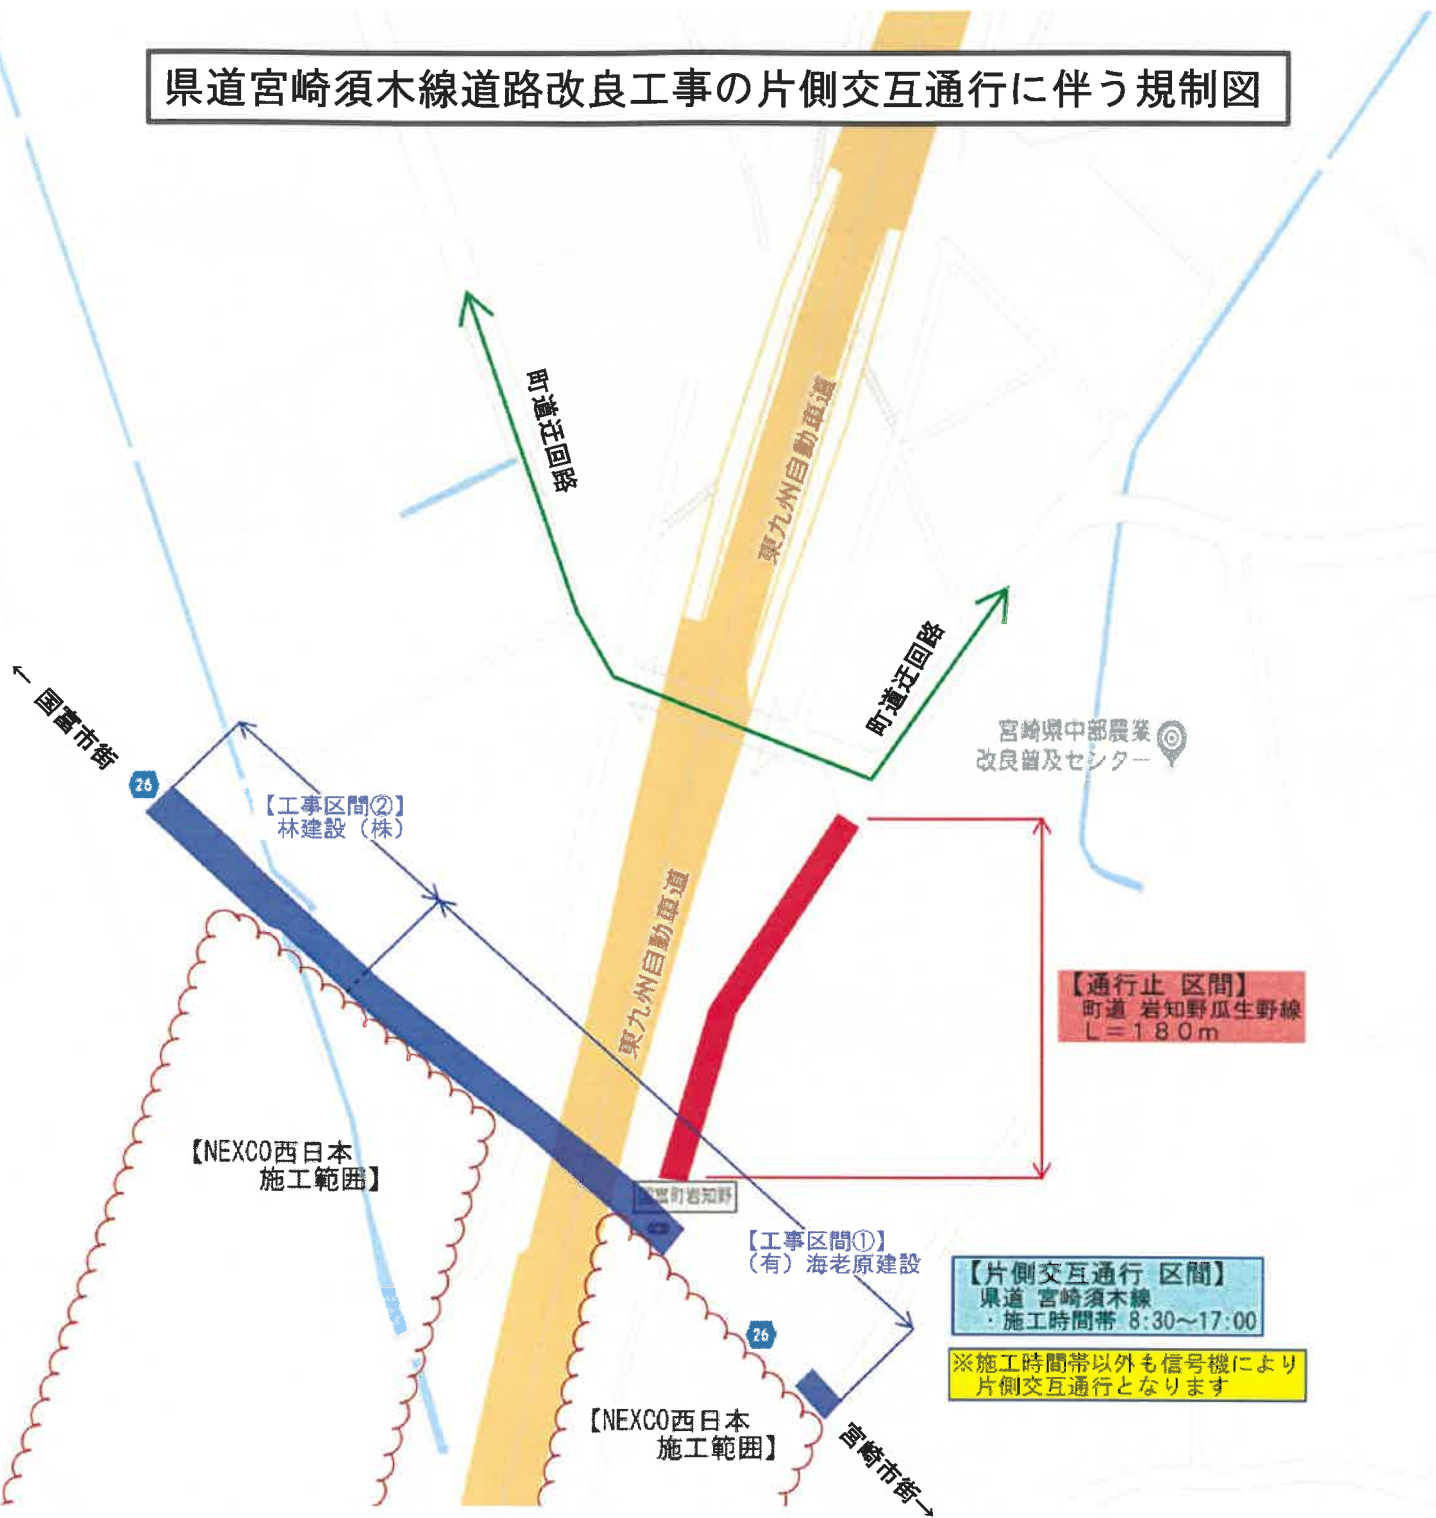 県道宮崎須木線道路改良工事の片側交互通行に伴う規制図
町道迂回路
東九州自動車道
町道迂回路
← 国富市街
宮崎県中部農業
改良普及センター
26
【工事区間②】
林建設（株）
東九州自動車道
【通行止 区間】
町道 岩知野瓜生野線
L＝180m
【NEXCO西日本
施工範囲】
国富町岩知野
【工事区間①】
（有）海老原建設
【片側交互通行 区間】
県道 宮崎須木線
・施工時間帯 8:30～17:00
26
※施工時間帯以外も信号機により
片側交互通行となります
【NEXCO西日本
施工範囲】
宮崎市街→